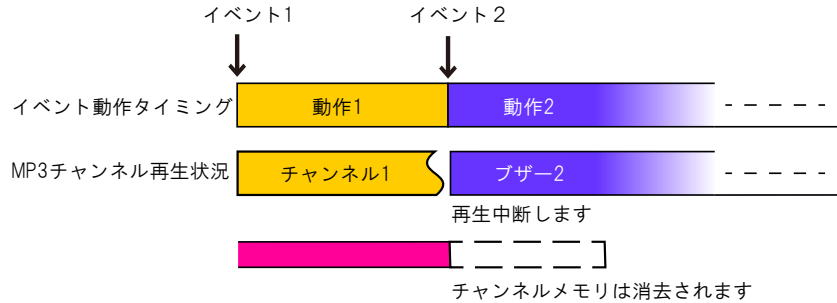 イベント1
イベント2
イベント動作タイミング
動作1
動作2
MP3チャンネル再生状況
チャンネル1
ブザー2
再生中断します
チャンネルメモリは消去されます